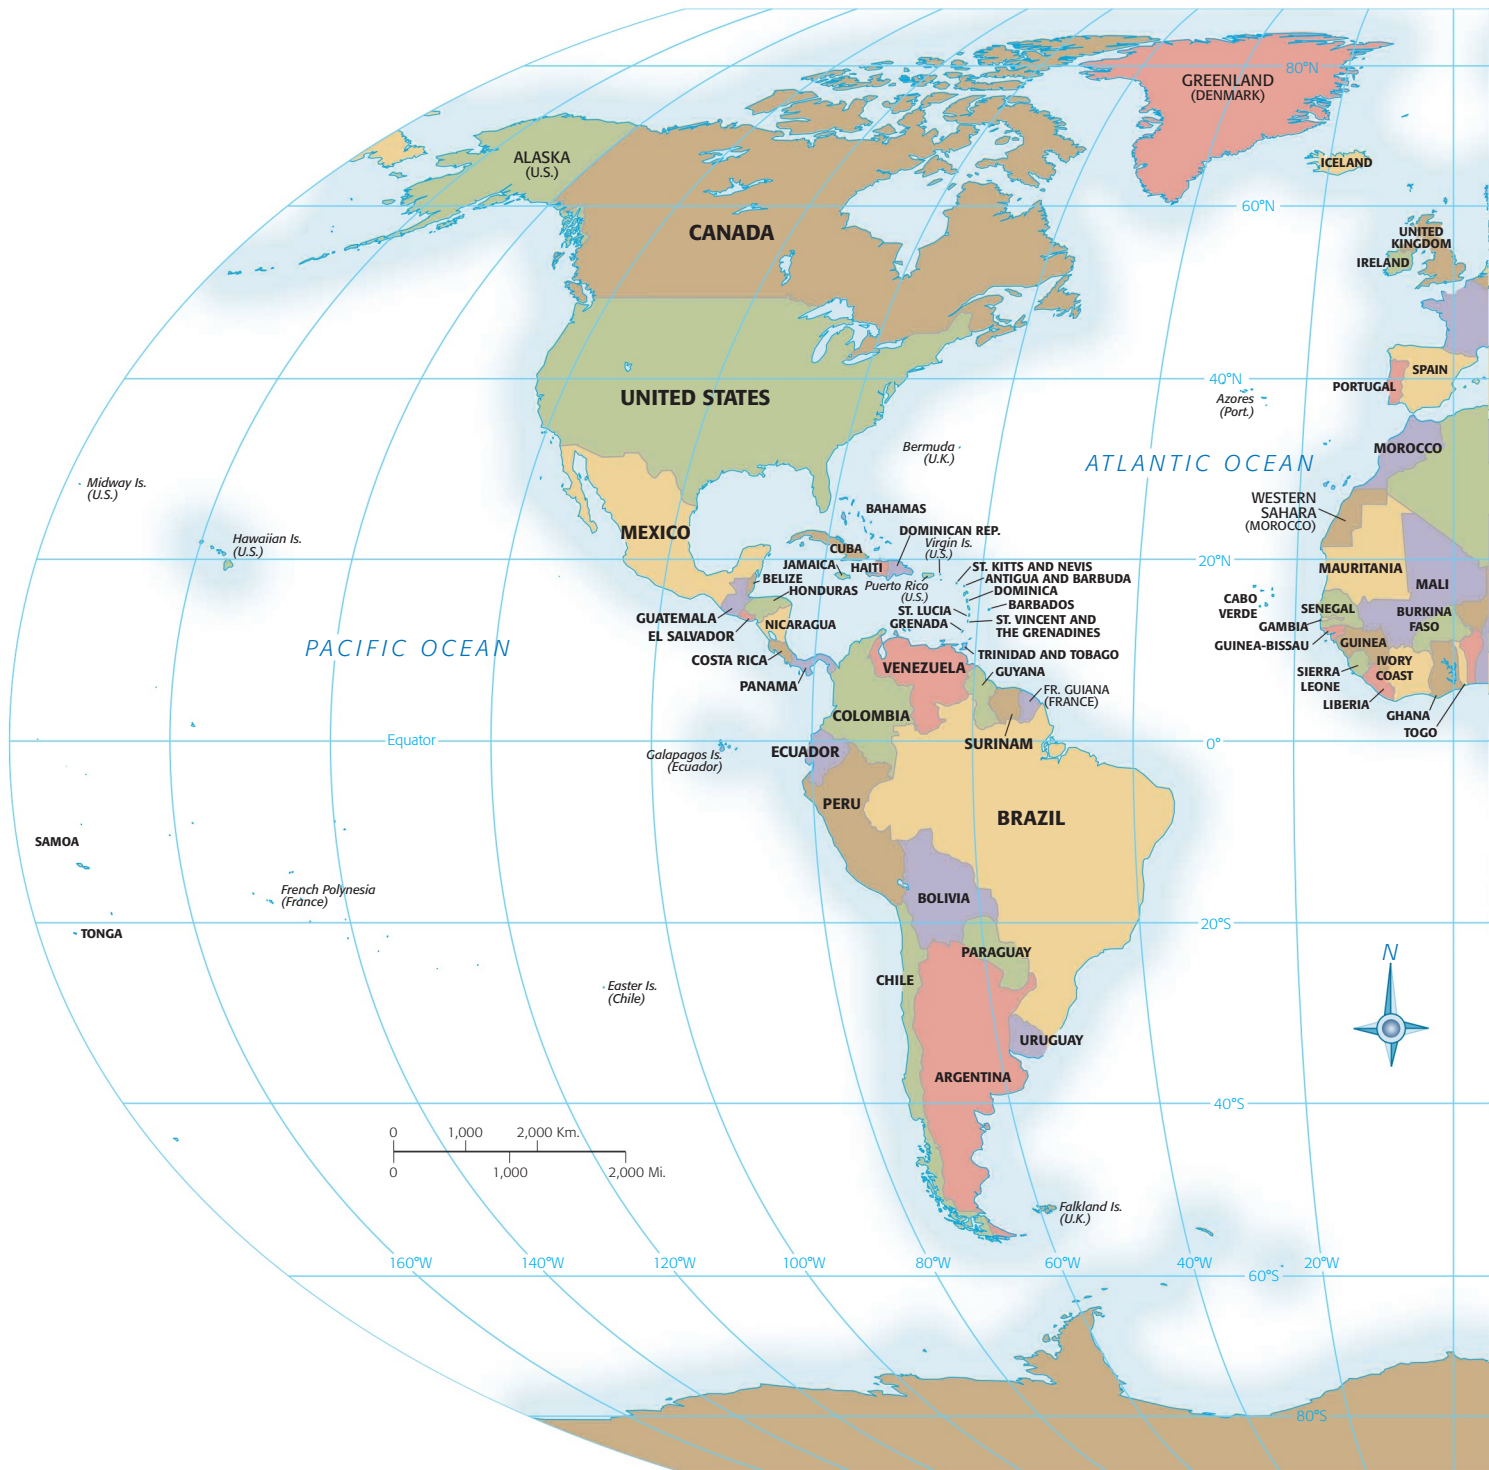 GREENLAND
(DENMARK)
80°N
ALASKA
(U.S.)
ICELAND
60°N
CANADA
UNITED
KINGDOM
IRELAND
UNITED STATES
40°N
SPAIN
PORTUGAL
Azores
(Port.)
Bermuda
(U.K.)
MOROCCO
ATLANTIC OCEAN
Midway Is.
(U.S.)
WESTERN
SAHARA
(MOROCCO)
BAHAMAS
MEXICO
DOMINICAN REP.
Hawaiian Is.
(U.S.)
Virgin Is.
(U.S.)
CUBA
20°N
JAMAICA
HAITI
ST. KITTS AND NEVIS
MAURITANIA
BELIZE
ANTIGUA AND BARBUDA
MALI
Puerto Rico
(U.S.)
HONDURAS
DOMINICA
CABO
VERDE
BARBADOS
SENEGAL
BURKINA
FASO
GUATEMALA
ST. LUCIA
NICARAGUA
GRENADA
ST. VINCENT AND
THE GRENADINES
GAMBIA
EL SALVADOR
GUINEA-BISSAU
GUINEA
PACIFIC OCEAN
TRINIDAD AND TOBAGO
COSTA RICA
VENEZUELA
IVORY
COAST
GUYANA
SIERRA
LEONE
PANAMA
FR. GUIANA
(FRANCE)
LIBERIA
COLOMBIA
GHANA
TOGO
Equator
SURINAM
0°
ECUADOR
Galapagos Is.
(Ecuador)
PERU
BRAZIL
SAMOA
French Polynesia
(France)
BOLIVIA
20°S
TONGA
PARAGUAY
N
CHILE
Easter Is.
(Chile)
URUGUAY
ARGENTINA
40°S
0 1,000 2,000 Km.
0 1,000 2,000 Mi.
Falkland Is.
(U.K.)
160°W 140°W 120°W 100°W 80°W 60°W 40°W 20°W
60°S
80°S